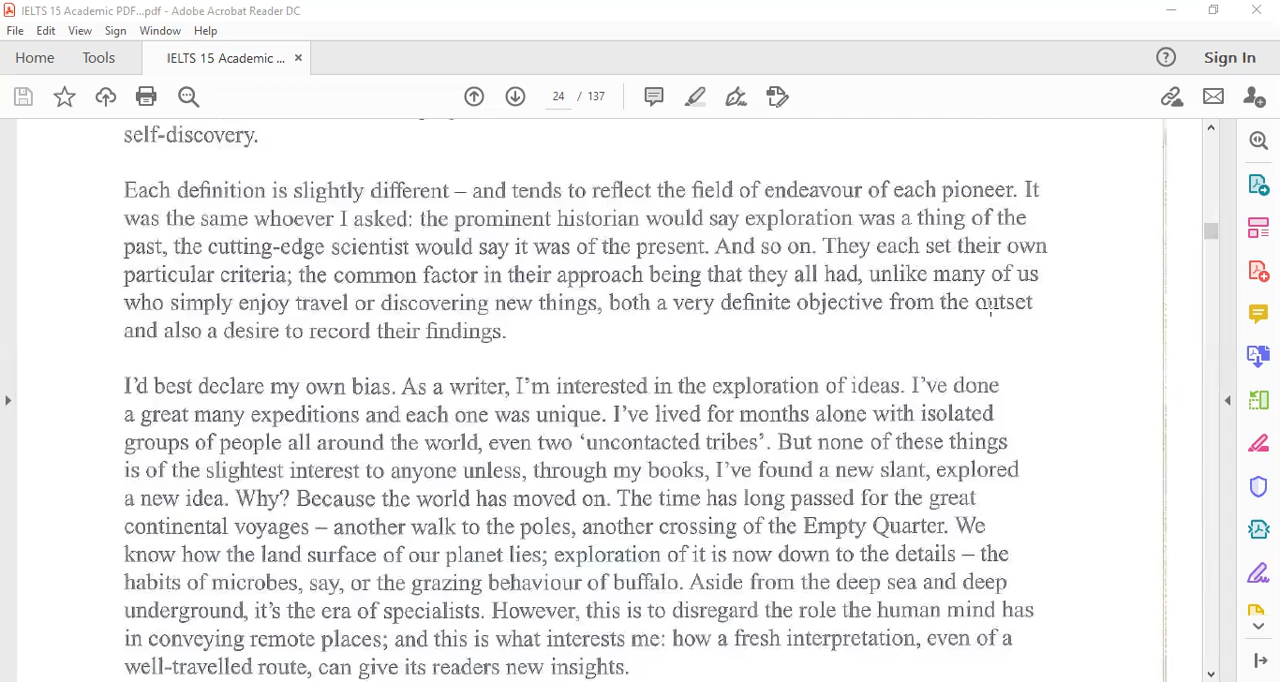 IELTS 15 Academic PDF...pdf - Adobe Acrobat Reader DC
File Edit View Sign Window Help
Home Tools IELTS 15 Academic ... × ? Sign In
24 / 137
self-discovery.
Each definition is slightly different – and tends to reflect the field of endeavour of each pioneer. It
was the same whoever I asked: the prominent historian would say exploration was a thing of the
past, the cutting-edge scientist would say it was of the present. And so on. They each set their own
particular criteria; the common factor in their approach being that they all had, unlike many of us
who simply enjoy travel or discovering new things, both a very definite objective from the outset
and also a desire to record their findings.
I’d best declare my own bias. As a writer, I’m interested in the exploration of ideas. I’ve done
a great many expeditions and each one was unique. I’ve lived for months alone with isolated
groups of people all around the world, even two ‘uncontacted tribes’. But none of these things
is of the slightest interest to anyone unless, through my books, I’ve found a new slant, explored
a new idea. Why? Because the world has moved on. The time has long passed for the great
continental voyages – another walk to the poles, another crossing of the Empty Quarter. We
know how the land surface of our planet lies; exploration of it is now down to the details – the
habits of microbes, say, or the grazing behaviour of buffalo. Aside from the deep sea and deep
underground, it’s the era of specialists. However, this is to disregard the role the human mind has
in conveying remote places; and this is what interests me: how a fresh interpretation, even of a
well-travelled route, can give its readers new insights.